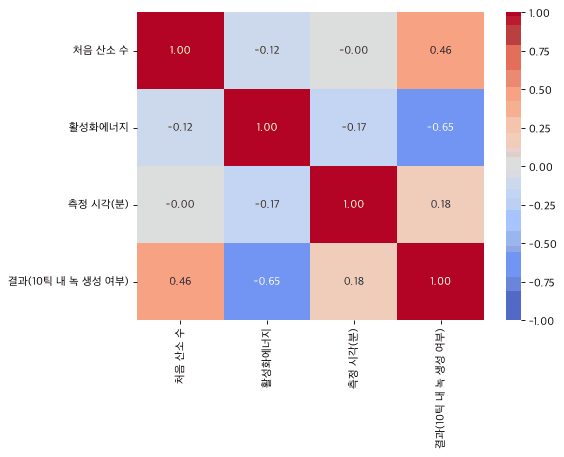 처음 산소 수
활성화에너지
측정 시각(분)
결과(10틱 내 녹 생성 여부)
1.00 -0.12 -0.00 0.46
-0.12 1.00 -0.17 -0.65
-0.00 -0.17 1.00 0.18
0.46 -0.65 0.18 1.00
처음 산소 수
활성화에너지
측정 시각(분)
결과(10틱 내 녹 생성 여부)
1.00
0.75
0.50
0.25
0.00
-0.25
-0.50
-0.75
-1.00